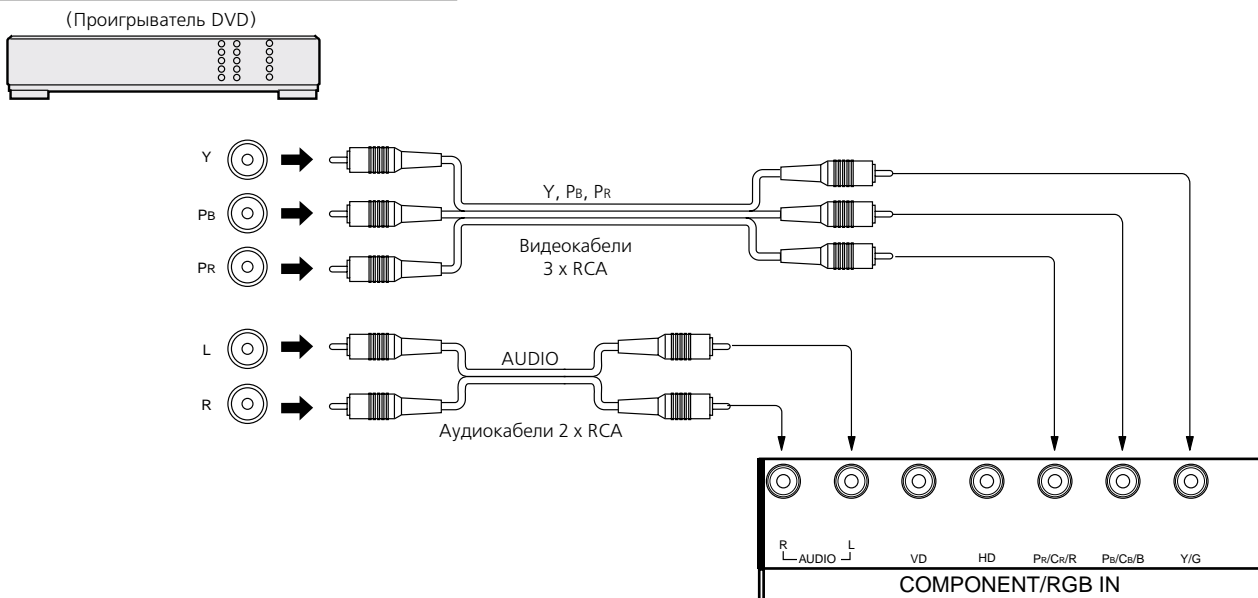 (Проигрыватель DVD)
Y
PB
PR
Y, PB, PR
Видеокабели
3 x RCA
L
R
AUDIO
Аудиокабели 2 x RCA
R
L
AUDIO
VD
HD
PR/CR/R
PB/CB/B
Y/G
COMPONENT/RGB IN